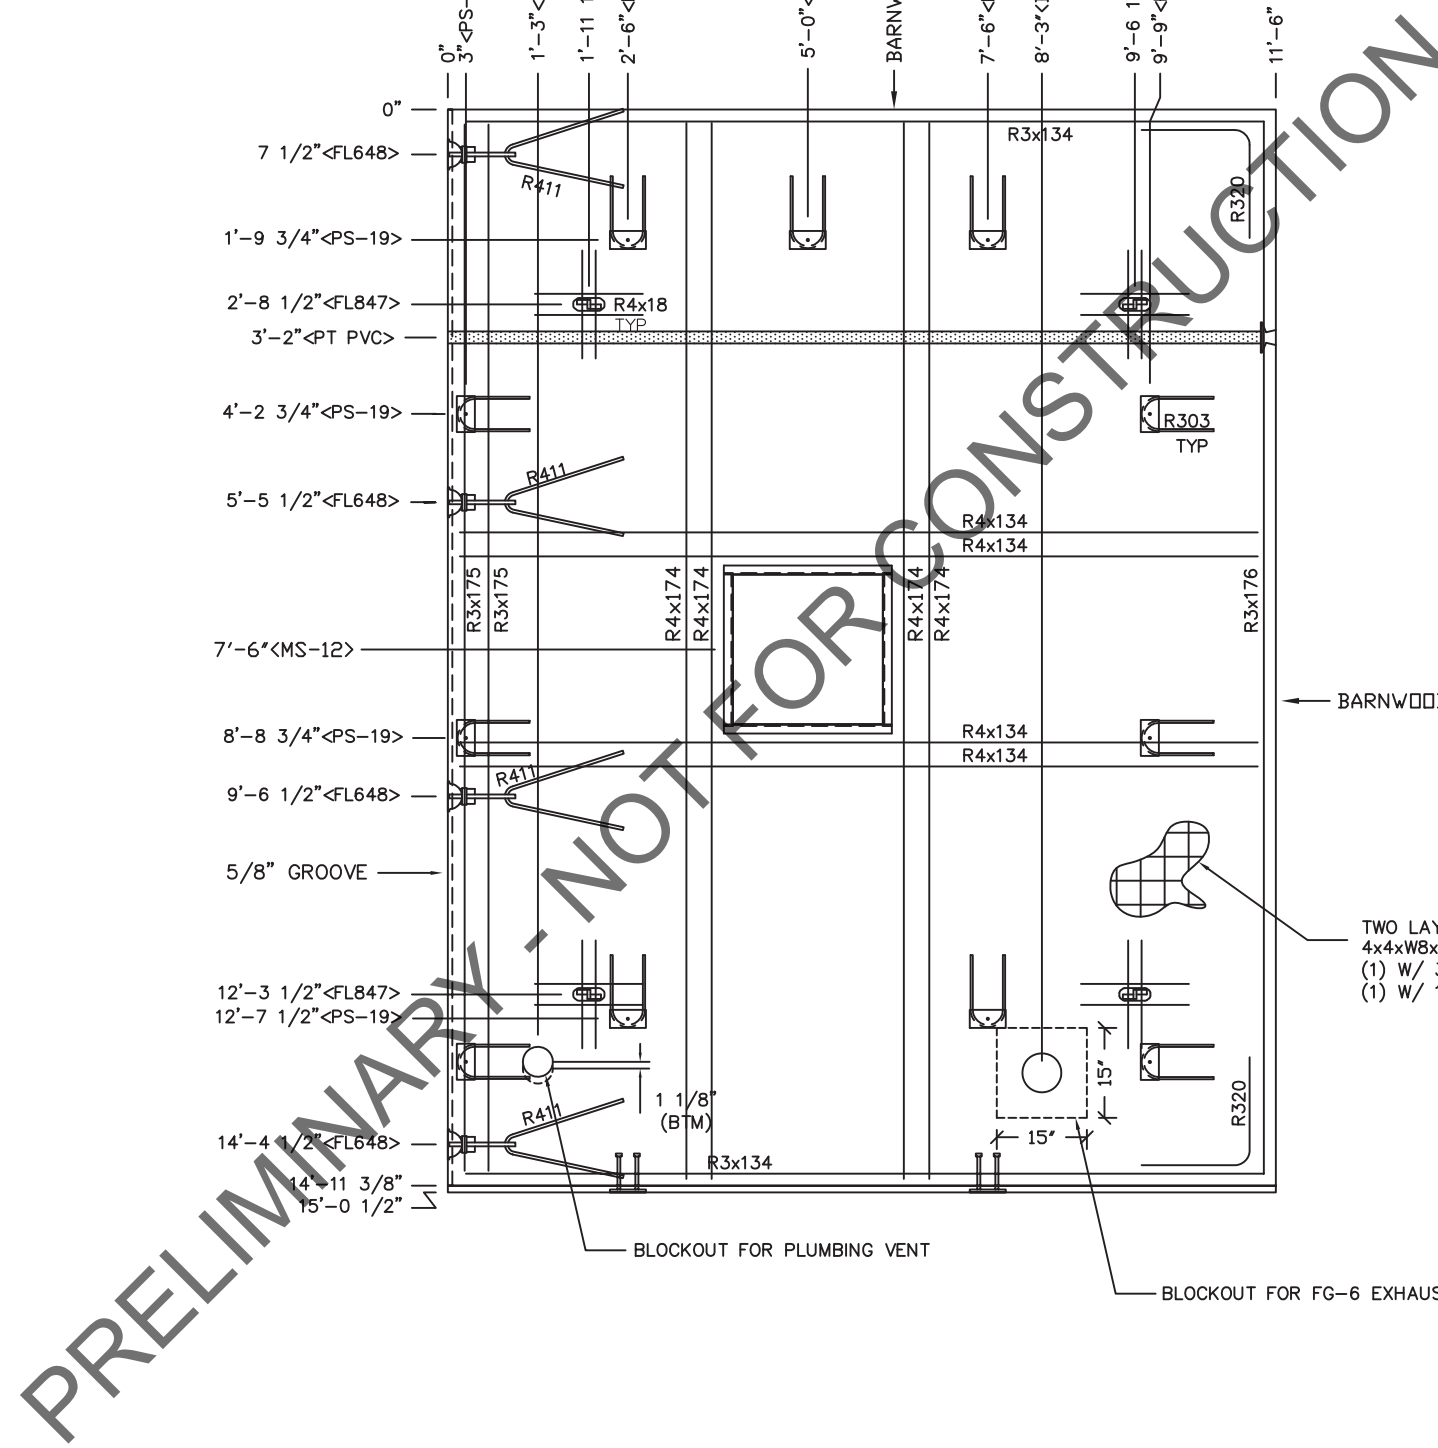 0"
3"<PS-
1'-3"<
1'-11 1
2'-6"<
5'-0"<
BARNW
7'-6"<
8'-3"<
9'-6 1
9'-9"<
11'-6"
0"
7 1/2"<FL648>
1'-9 3/4"<PS-19>
2'-8 1/2"<FL847>
3'-2"<PT PVC>
4'-2 3/4"<PS-19>
5'-5 1/2"<FL648>
7'-6"<MS-12>
8'-8 3/4"<PS-19>
9'-6 1/2"<FL648>
5/8" GROOVE
12'-3 1/2"<FL847>
12'-7 1/2"<PS-19>
14'-4 1/2"<FL648>
14'-11 3/8"
15'-0 1/2"
R3x134
R411
R320
R4x18
TYP
R303
TYP
R411
R4x134
R4x134
R3x175
R3x175
R4x174
R4x174
R4x174
R4x174
R3x176
BARNWOO
R4x134
R4x134
R411
TWO LAY
4x4xW8x
(1) W/ 3
(1) W/ 1
15"
15"
1 1/8"
(BTM)
R411
R320
R3x134
BLOCKOUT FOR PLUMBING VENT
BLOCKOUT FOR FG-6 EXHAUS
PRELIMINARY - NOT FOR CONSTRUCTION